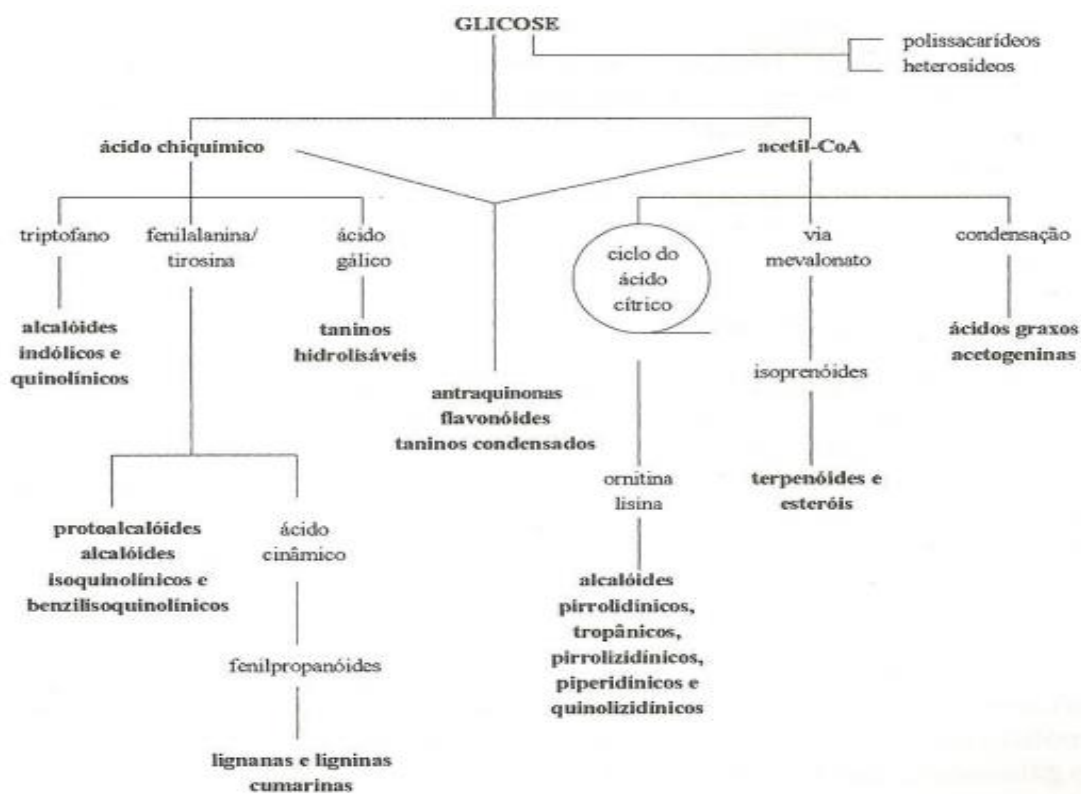 GLICOSE
polissacarídeos
heterosídeos
ácido chiquímico
acetil-CoA
triptofano
fenilalanina/
tirosina
ácido
gálico
ciclo do
ácido
cítrico
via
mevalonato
condensação
alcalóides
indólicos e
quinolínicos
taninos
hidrolisáveis
antraquinonas
flavonóides
taninos condensados
isoprenóides
ácidos graxos
acetogeninas
ornitina
lisina
terpenóides e
esteróis
protoalcalóides
alcalóides
isoquinolínicos e
benzilisoquinolínicos
ácido
cinâmico
alcalóides
pirrolidínicos,
tropânicos,
pirrolizidínicos,
piperidínicos e
quinolizidínicos
fenilpropanóides
lignanas e ligninas
cumarinas